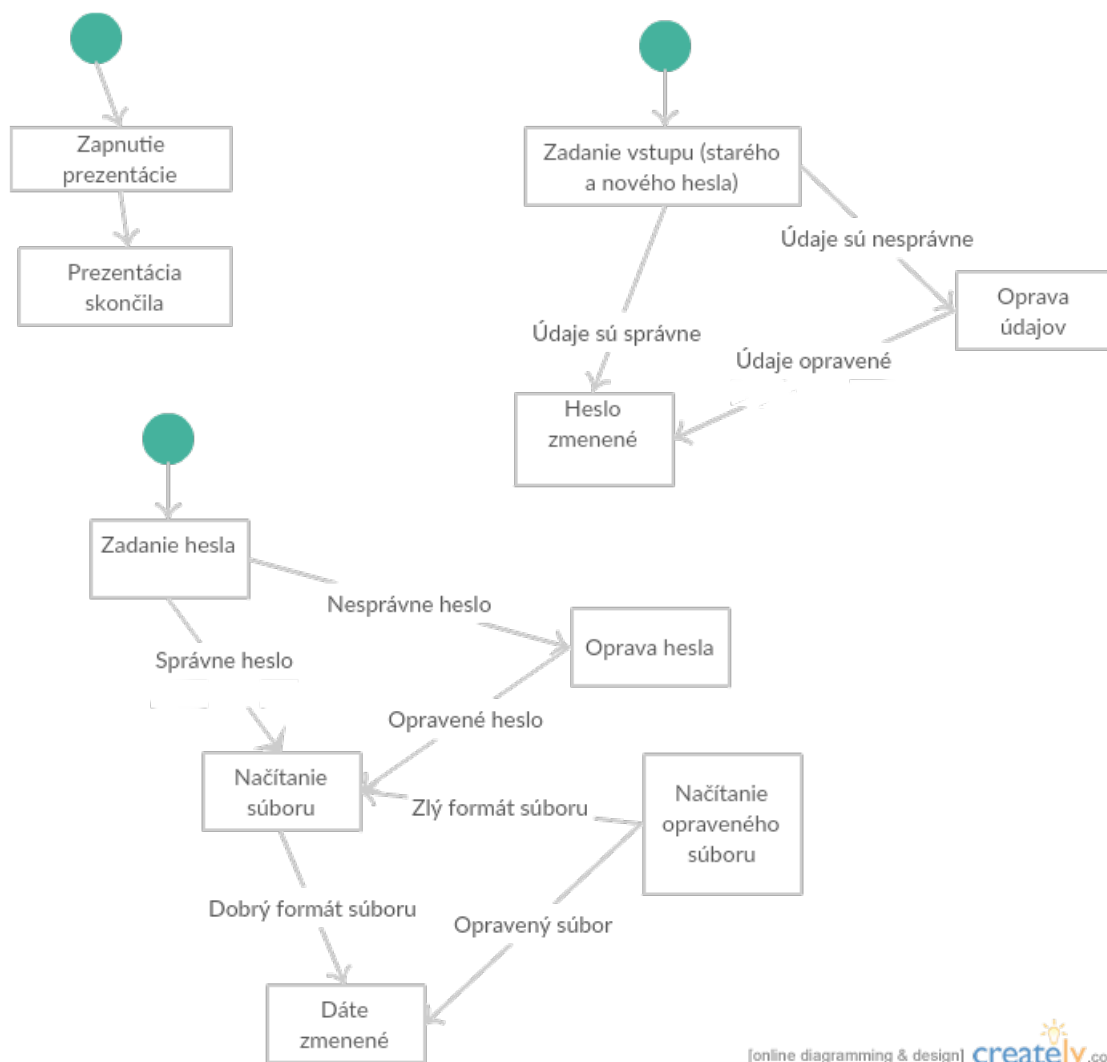 Zapnutie
prezentácie
Prezentácia
skončila
Zadanie vstupu (starého
a nového hesla)
Údaje sú nesprávne
Oprava
údajov
Údaje sú správne
Údaje opravené
Heslo
zmenené
Zadanie hesla
Nesprávne heslo
Oprava hesla
Správne heslo
Opravené heslo
Načítanie
súboru
Zlý formát súboru
Načítanie
opraveného
súboru
Dobrý formát súboru
Opravený súbor
Dáte
zmenené
[online diagramming & design] creately.co